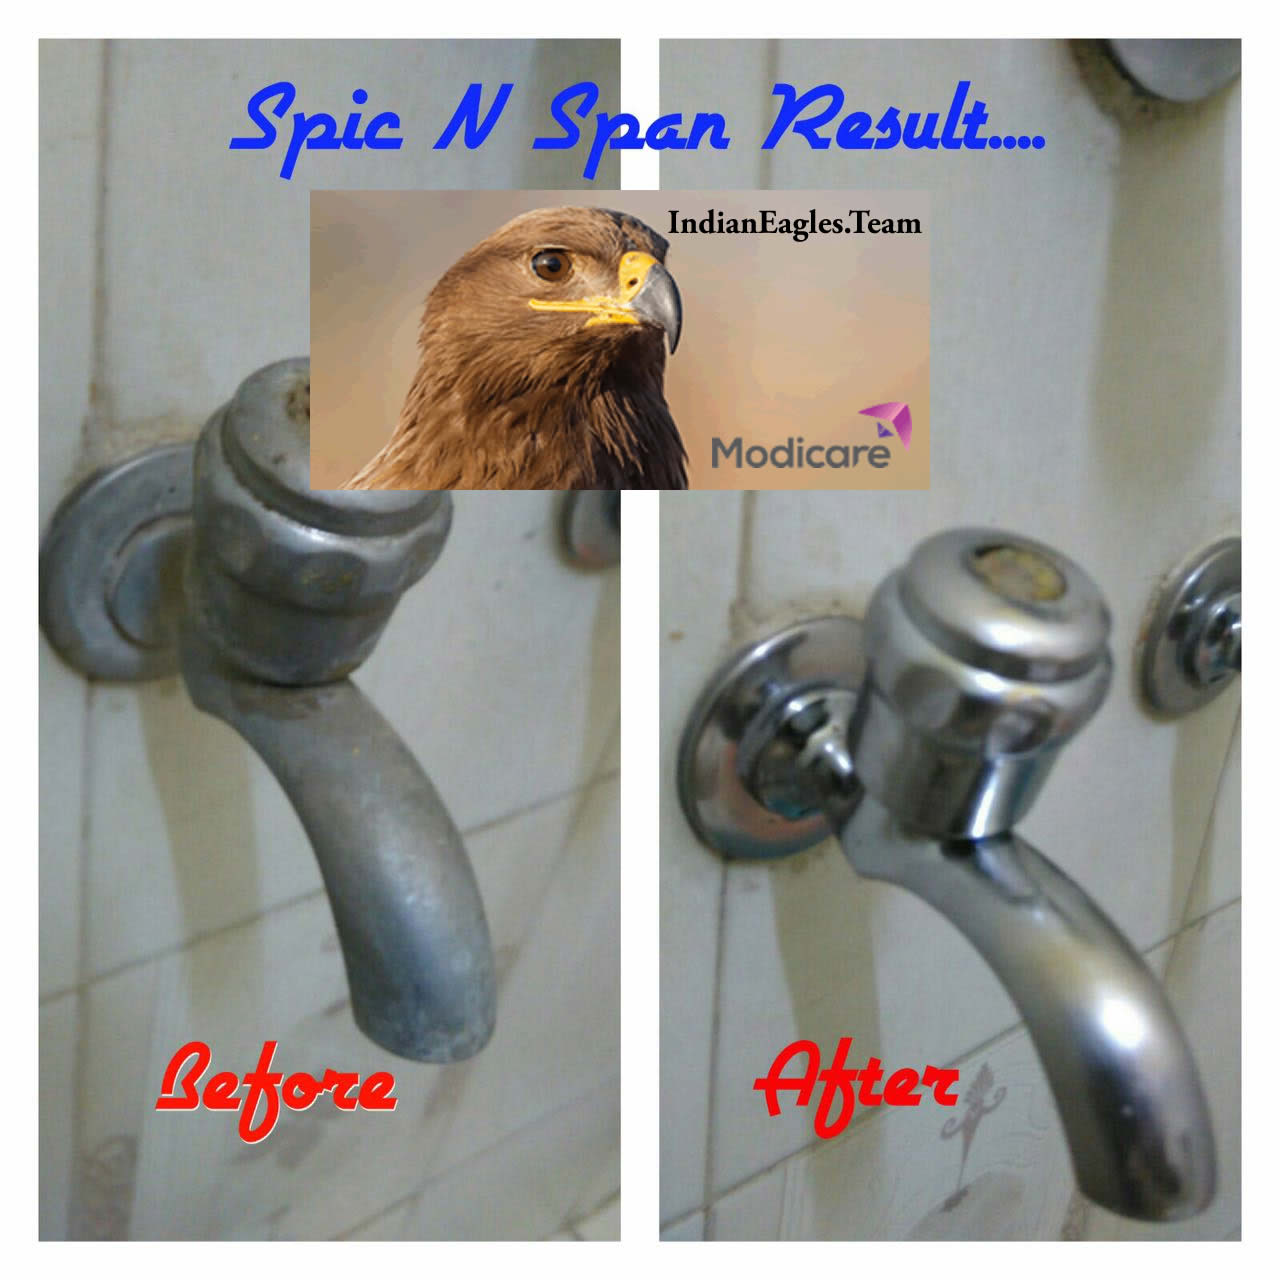 Spic N Span Result....
IndianEagles.Team
Modicare
Before
After